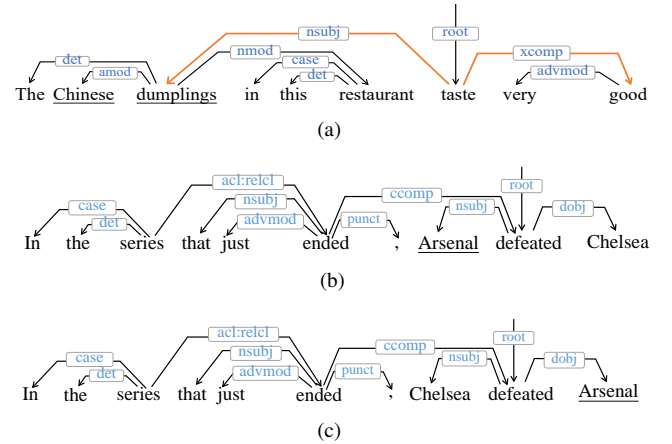 nsubj root
det nmod xcomp
amod case advmod
det
The Chinese dumplings in this restaurant taste very good
(a)
acl:relcl root
case nsubj ccomp nsubj dobj
det advmod punct
In the series that just ended , Arsenal defeated Chelsea
(b)
acl:relcl root
case nsubj ccomp nsubj dobj
det advmod punct
In the series that just ended , Chelsea defeated Arsenal
(c)